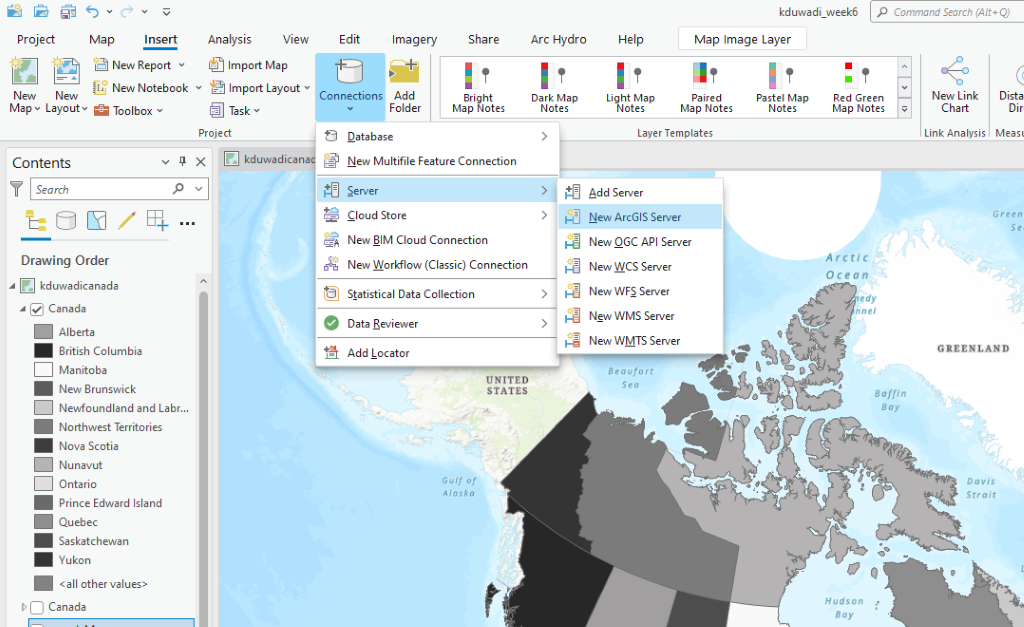 kduwadi_week6
Command Search (Alt+Q)
Project
Map
Insert
Analysis
View
Edit
Imagery
Share
Arc Hydro
Help
Map Image Layer
New Map
New Layout
New Report
New Notebook
Toolbox
Import Map
Import Layout
Task
Connections
Add Folder
Bright Map Notes
Dark Map Notes
Light Map Notes
Paired Map Notes
Pastel Map Notes
Red Green Map Notes
New Link Chart
Project
Layer Templates
Link Analysis
Contents
Search
Drawing Order
kduwadicanada
Canada
Alberta
British Columbia
Manitoba
New Brunswick
Newfoundland and Labr...
Northwest Territories
Nova Scotia
Nunavut
Ontario
Prince Edward Island
Quebec
Saskatchewan
Yukon
<all other values>
Canada
Database
New Multifile Feature Connection
Server
Cloud Store
New BIM Cloud Connection
New Workflow (Classic) Connection
Statistical Data Collection
Data Reviewer
Add Locator
Add Server
New ArcGIS Server
New OGC API Server
New WCS Server
New WFS Server
New WMS Server
New WMTS Server
Arctic
Ocean
GREENLAND
Beaufort
Sea
Baffin
Bay
UNITED
STATES
Gulf of
Alaska
Davis
Strait
Hudson
Bay